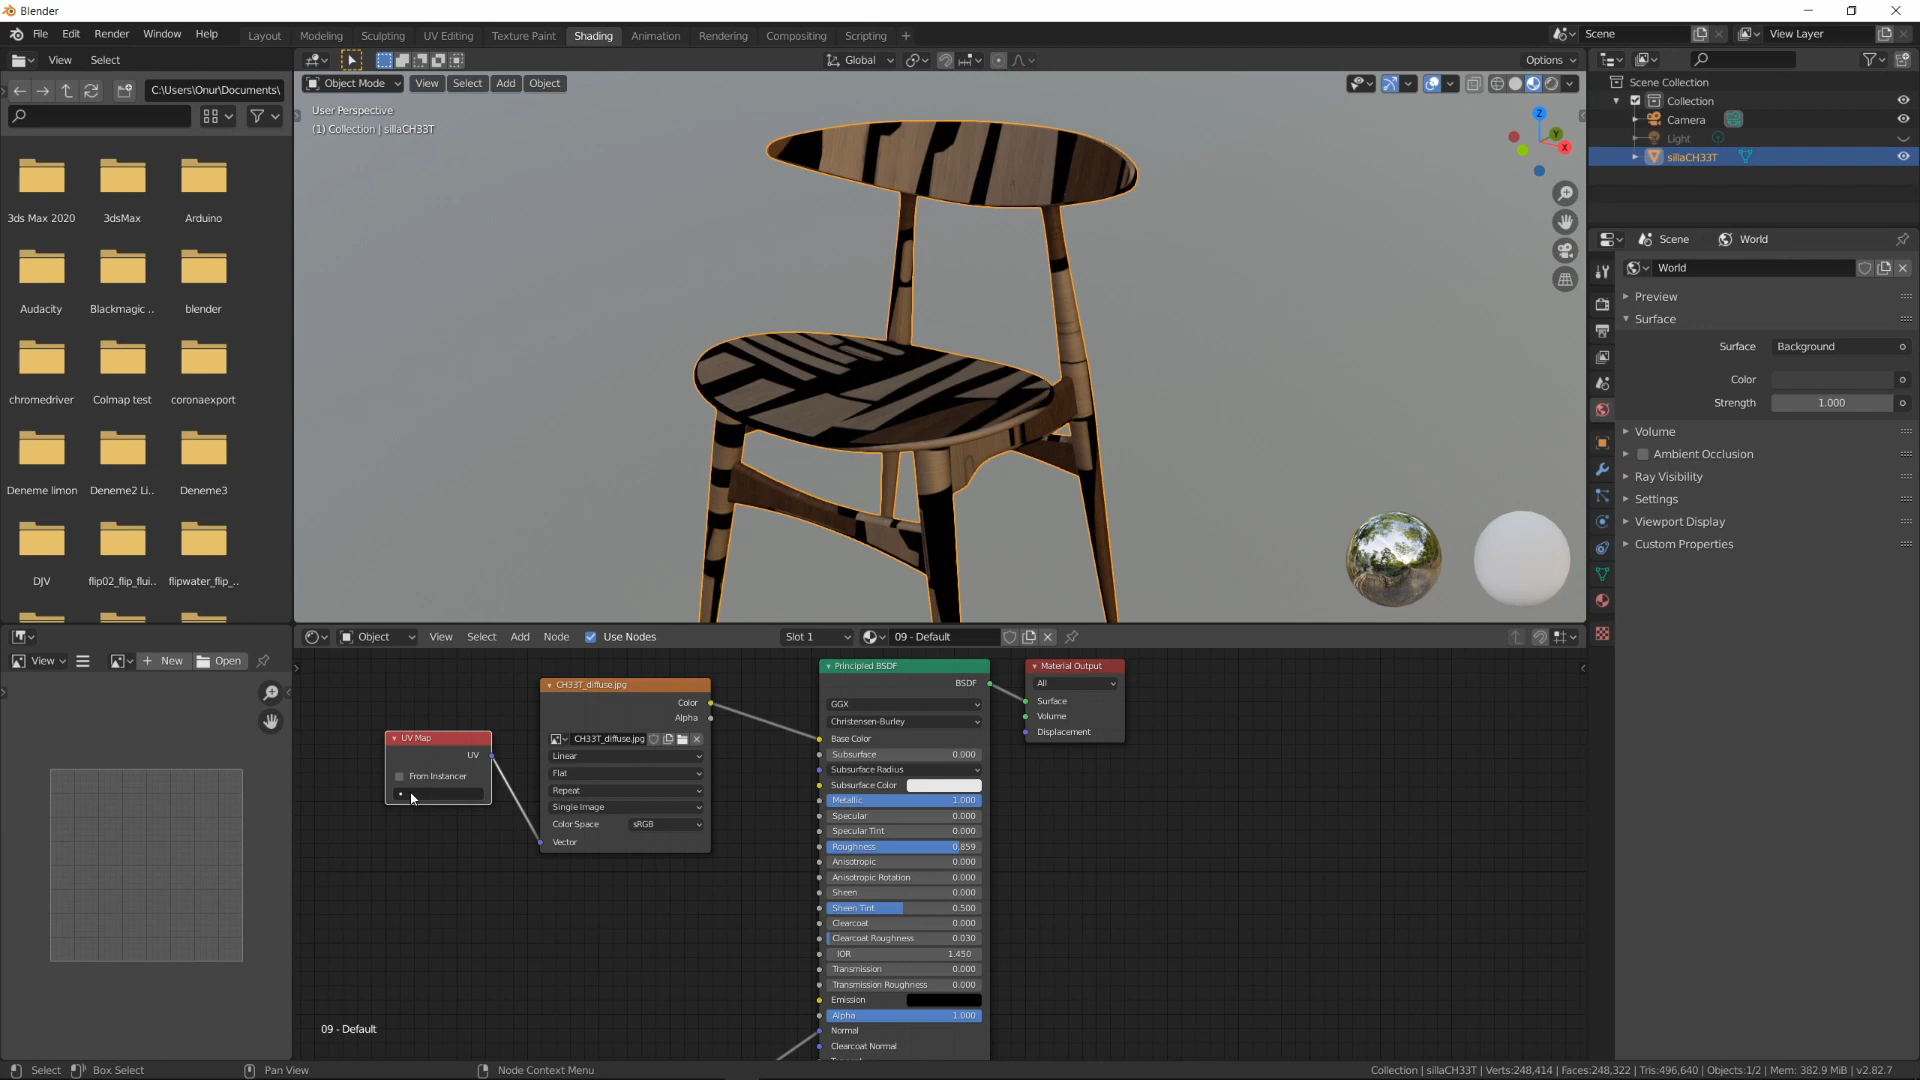 Blender
File Edit Render Window Help Layout Modeling Sculpting UV Editing Texture Paint Shading Animation Rendering Compositing Scripting + Scene View Layer
View Select Global Options
C:\Users\Onur\Documents\ Object Mode View Select Add Object
User Perspective
(1) Collection | sillaCH33T
Scene Collection
Collection
Camera
Light
sillaCH33T
Z
Y
X
3ds Max 2020 3dsMax Arduino
Audacity Blackmagic .. blender
chromedriver Colmap test coronaexport
Deneme limon Deneme2 Li.. Deneme3
DJV flip02_flip_flui.. flipwater_flip_..
Scene World
World
Preview
Surface
Surface Background
Color
Strength 1.000
Volume
Ambient Occlusion
Ray Visibility
Settings
Viewport Display
Custom Properties
Object View Select Add Node Use Nodes Slot 1 09 - Default
View + New Open
UV Map
UV
From Instancer
CH33T_diffuse.jpg
Color
Alpha
CH33T_diffuse.jpg
Linear
Flat
Repeat
Single Image
Color Space sRGB
Vector
Principled BSDF
BSDF
GGX
Christensen-Burley
Base Color
Subsurface 0.000
Subsurface Radius
Subsurface Color
Metallic 1.000
Specular 0.000
Specular Tint 0.000
Roughness 0.859
Anisotropic 0.000
Anisotropic Rotation 0.000
Sheen 0.000
Sheen Tint 0.500
Clearcoat 0.000
Clearcoat Roughness 0.030
IOR 1.450
Transmission 0.000
Transmission Roughness 0.000
Emission
Alpha 1.000
Normal
Clearcoat Normal
Material Output
All
Surface
Volume
Displacement
09 - Default
Select Box Select Pan View Node Context Menu Collection | sillaCH33T | Verts:248,414 | Faces:248,322 | Tris:496,640 | Objects:1/2 | Mem: 382.9 MiB | v2.82.7